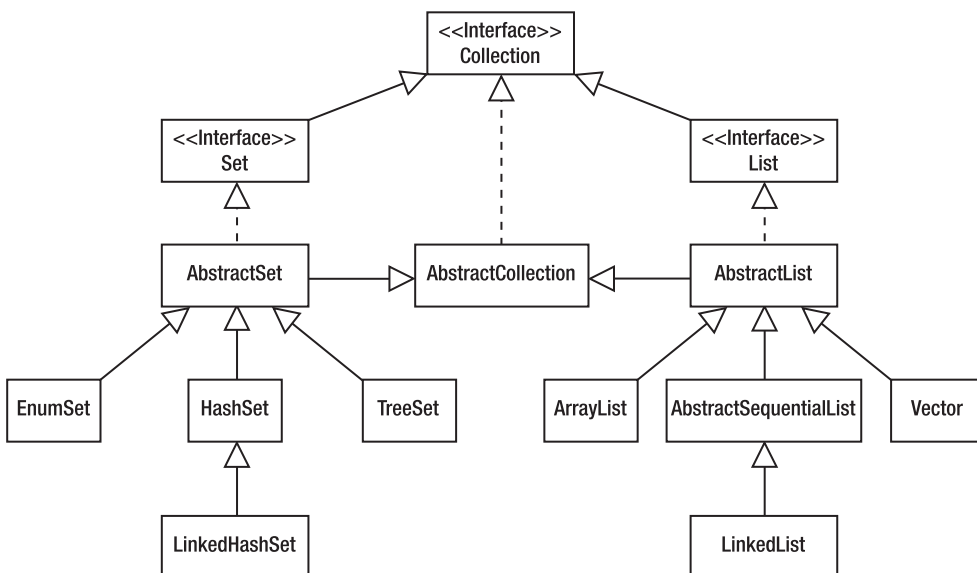 <<Interface>>
Collection
<<Interface>>
Set
<<Interface>>
List
AbstractSet
AbstractCollection
AbstractList
EnumSet
HashSet
TreeSet
ArrayList
AbstractSequentialList
Vector
LinkedHashSet
LinkedList